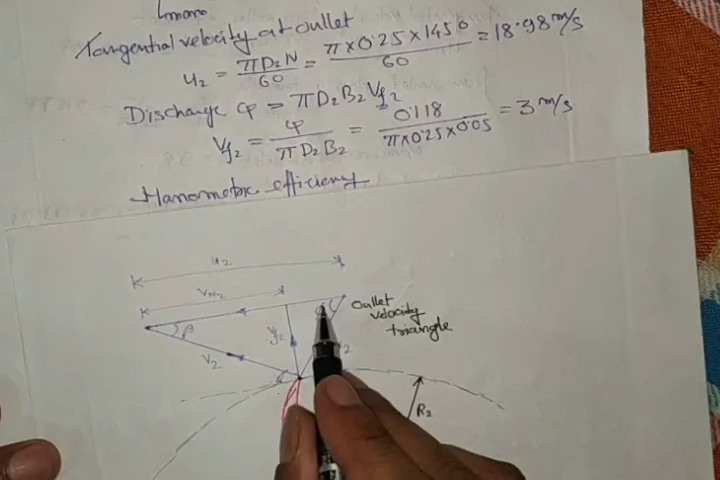 Tangential velocity at outlet
u2 = πD2N/60 = π×0.25×1450/60 = 18.98 m/s
Discharge φ = πD2B2Vf2
Vf2 = φ/πD2B2 = 0.118/π×0.25×0.05 = 3 m/s
Manometric efficiency
u2
Vw2
β
Vf2
V2
outlet
velocity
triangle
R2